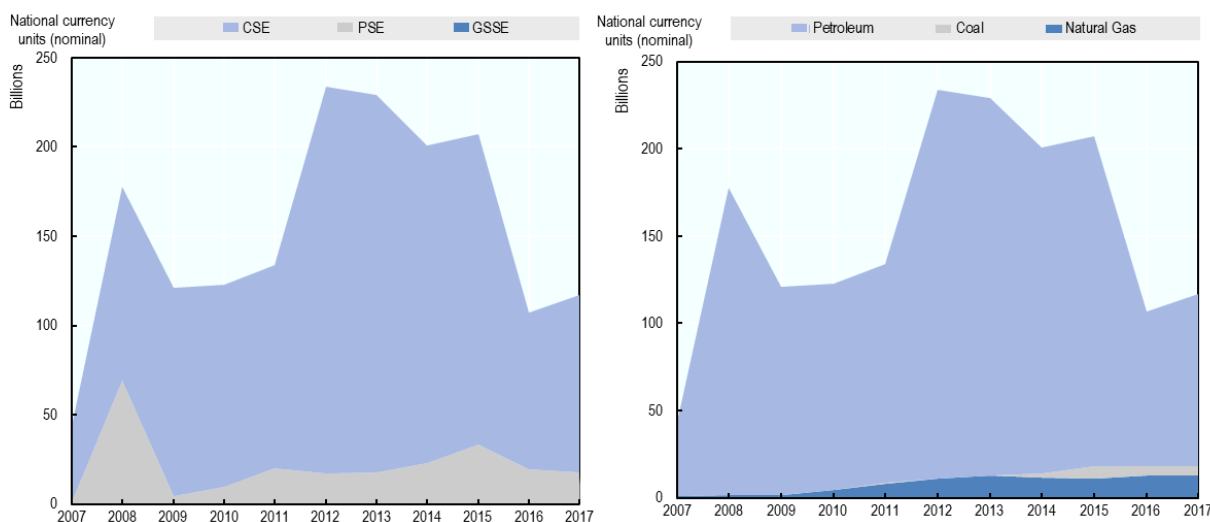 National currency
units (nominal)
CSE PSE GSSE
Billions
250
200
150
100
50
0
2007 2008 2009 2010 2011 2012 2013 2014 2015 2016 2017
National currency
units (nominal)
Petroleum Coal Natural Gas
Billions
250
200
150
100
50
0
2007 2008 2009 2010 2011 2012 2013 2014 2015 2016 2017